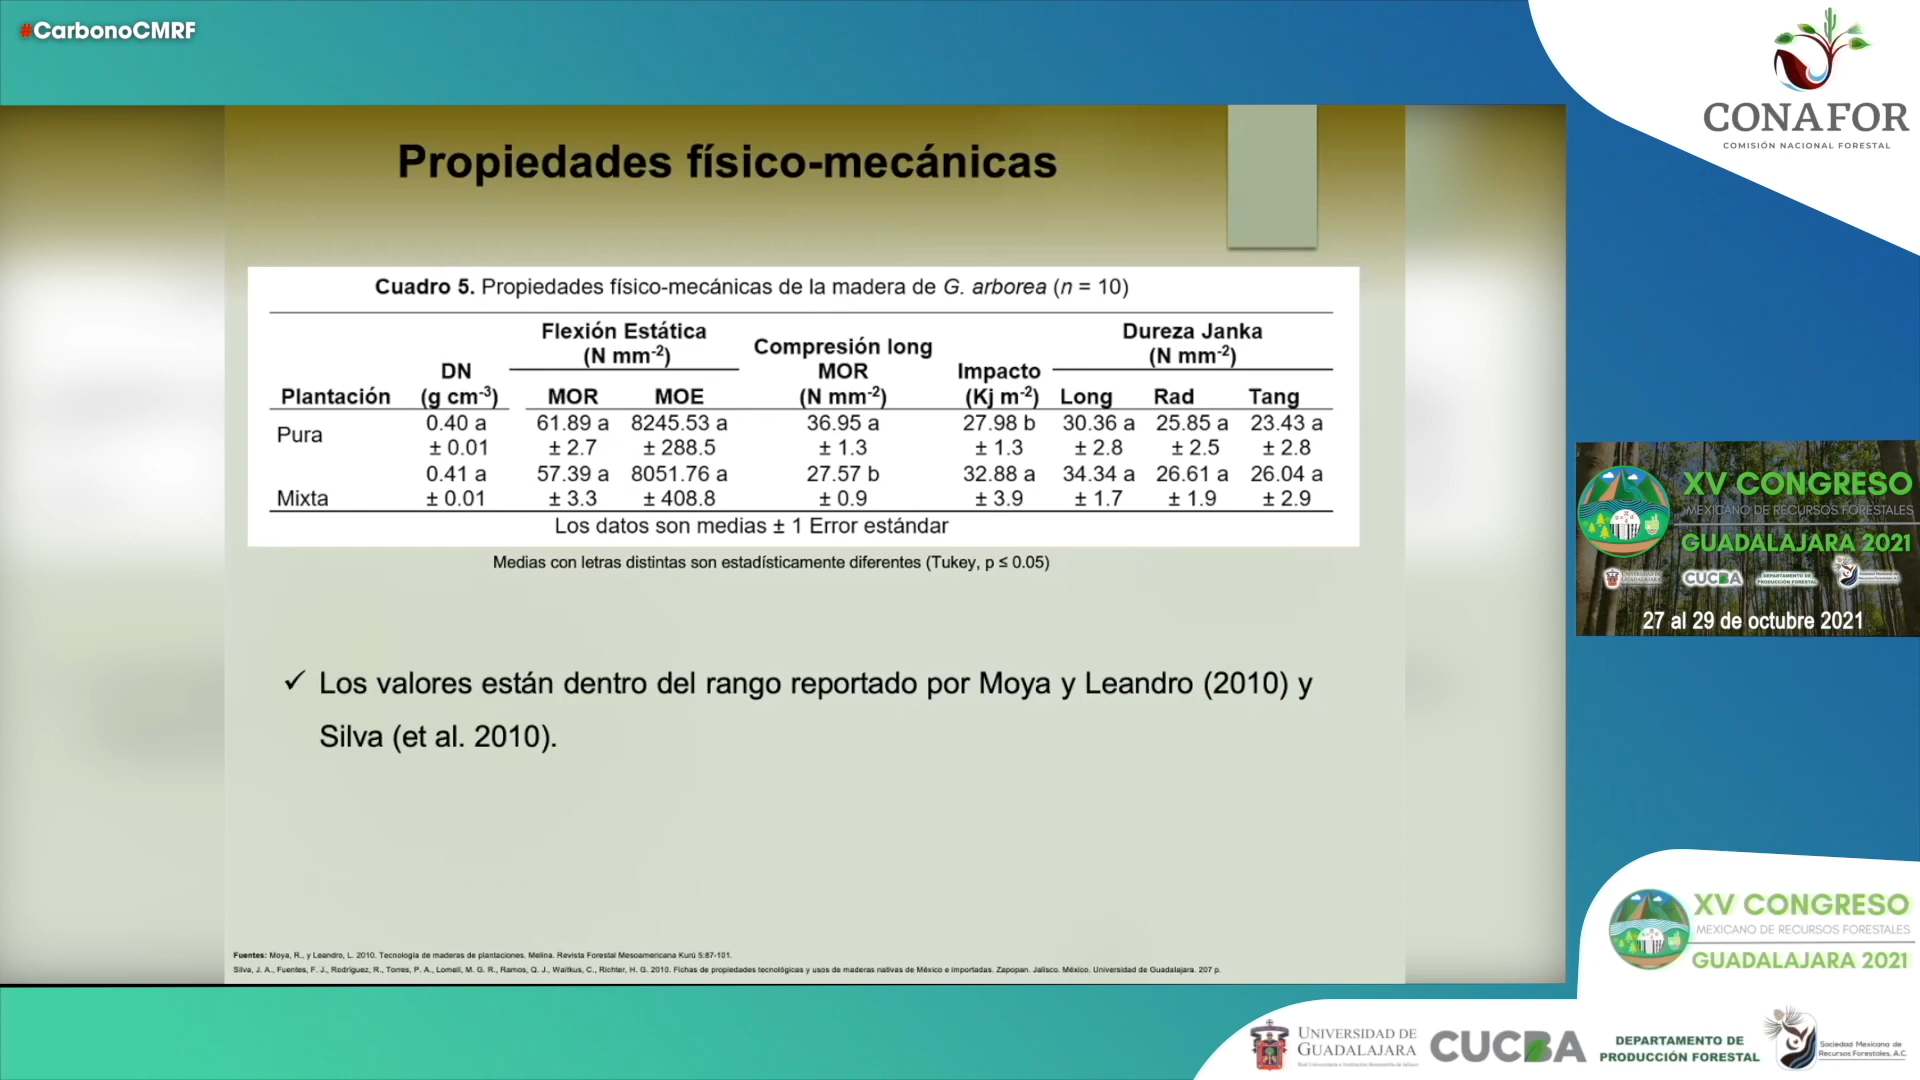 #CarbonoCMRF
CONAFOR
COMISIÓN NACIONAL FORESTAL
Propiedades físico-mecánicas
Cuadro 5. Propiedades físico-mecánicas de la madera de G. arborea (n = 10)
Plantación DN (g cm-3) Flexión Estática (N mm-2) MOR MOE Compresión long MOR (N mm-2) Impacto (Kj m-2) Dureza Janka (N mm-2) Long Rad Tang
Pura 0.40 a 61.89 a 8245.53 a 36.95 a 27.98 b 30.36 a 25.85 a 23.43 a
± 0.01 ± 2.7 ± 288.5 ± 1.3 ± 1.3 ± 2.8 ± 2.5 ± 2.8
0.41 a 57.39 a 8051.76 a 27.57 b 32.88 a 34.34 a 26.61 a 26.04 a
Mixta ± 0.01 ± 3.3 ± 408.8 ± 0.9 ± 3.9 ± 1.7 ± 1.9 ± 2.9
Los datos son medias ± 1 Error estándar
Medias con letras distintas son estadísticamente diferentes (Tukey, p ≤ 0.05)
✓ Los valores están dentro del rango reportado por Moya y Leandro (2010) y
Silva (et al. 2010).
Fuentes: Moya, R., y Leandro, L. 2010. Tecnología de maderas de plantaciones. Melina. Revista Forestal Mesoamericana Kurú 5:87-101.
Silva, J. A., Fuentes, F. J., Rodríguez, R., Torres, P. A., Lomelí, M. G. R., Ramos, Q. J., Waitkus, C., Richter, H. G. 2010. Fichas de propiedades tecnológicas y usos de maderas nativas de México e importadas. Zapopan. Jalisco. México. Universidad de Guadalajara. 207 p.
XV CONGRESO
MEXICANO DE RECURSOS FORESTALES
GUADALAJARA 2021
UNIVERSIDAD DE
GUADALAJARA
CUCBA
DEPARTAMENTO DE
PRODUCCIÓN FORESTAL
27 al 29 de octubre 2021
XV CONGRESO
MEXICANO DE RECURSOS FORESTALES
GUADALAJARA 2021
UNIVERSIDAD DE
GUADALAJARA
CUCBA
DEPARTAMENTO DE
PRODUCCIÓN FORESTAL
Sociedad Mexicana de
Recursos Forestales, A.C.